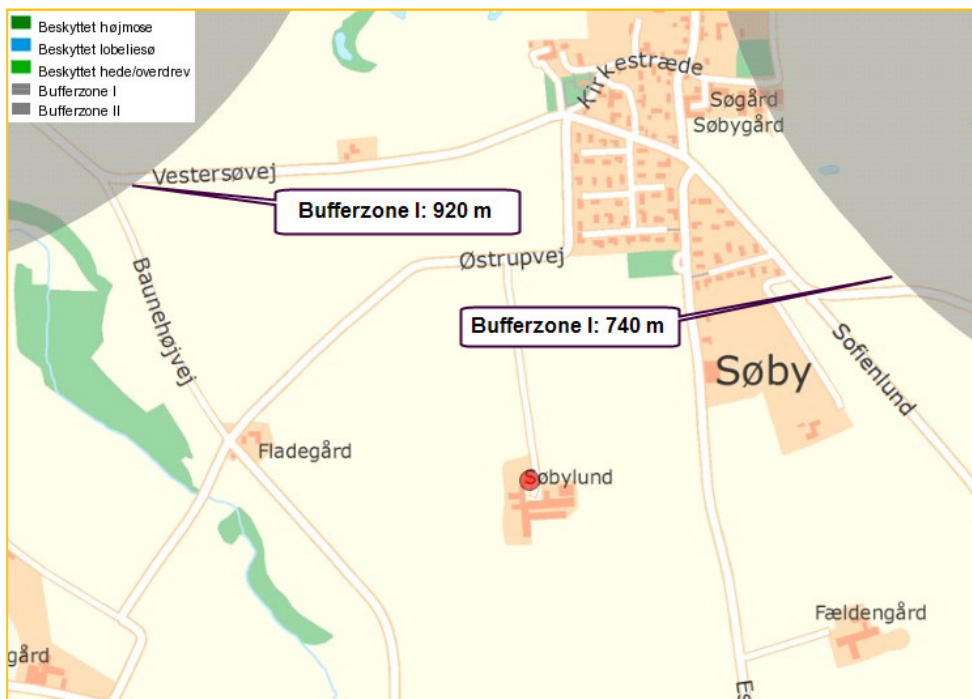 Beskyttet højmose
Beskyttet lobeliesø
Beskyttet hede/overdrev
Bufferzone I
Bufferzone II
Kirkestræde
Søgård
Søbygård
Vestersøvej
Bufferzone I: 920 m
Østrupvej
Baunehøjvej
Bufferzone I: 740 m
Søby
Sofienlund
Fladegård
Søbylund
Fældengård
gård
Es